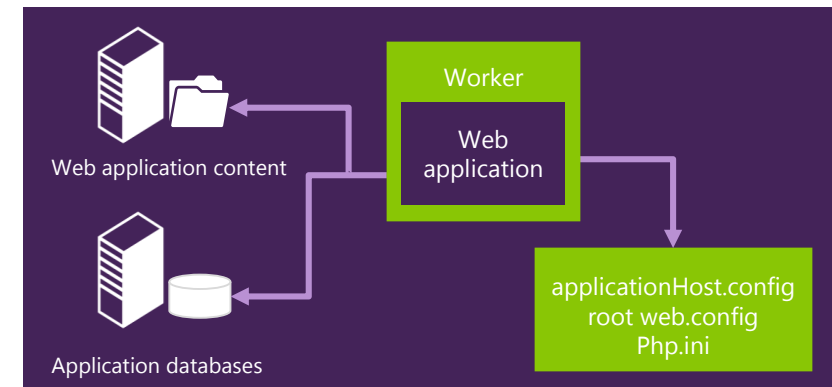 Worker
Web
application
Web application content
applicationHost.config
root web.config
Php.ini
Application databases